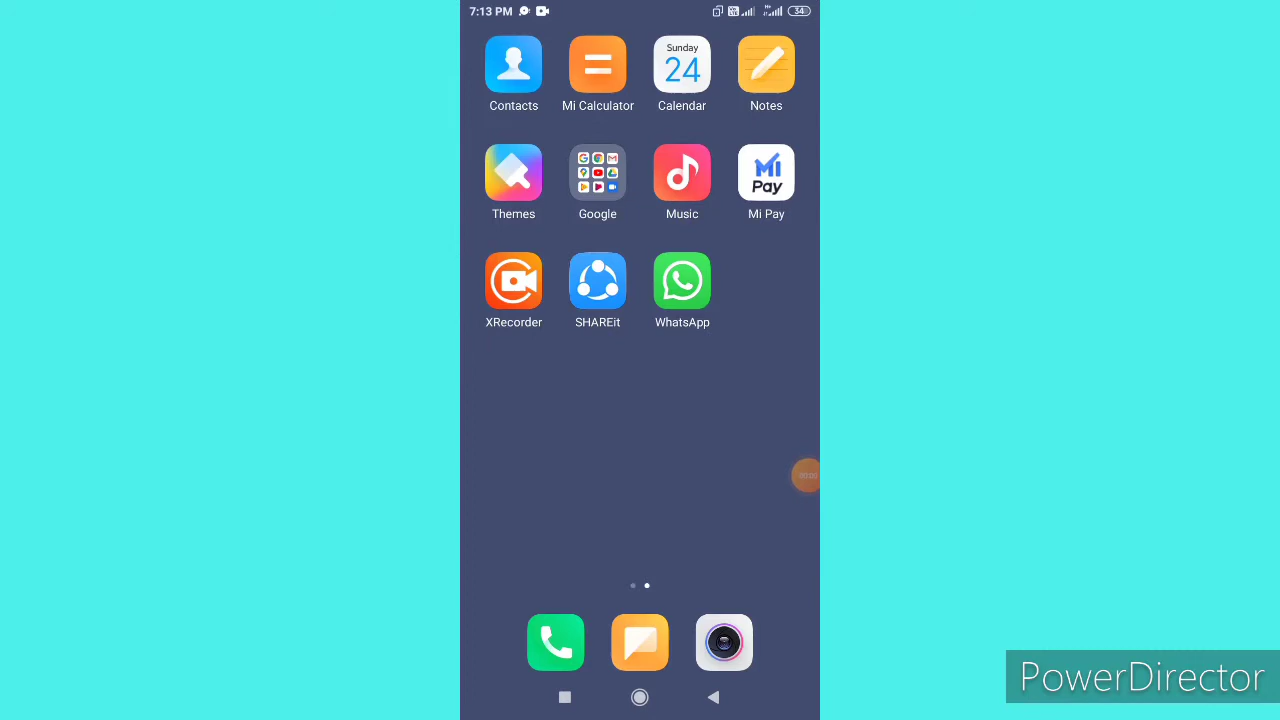 7:13 PM
34
Sunday
24
Contacts
Mi Calculator
Calendar
Notes
Mi
Pay
Themes
Google
Music
Mi Pay
XRecorder
SHAREit
WhatsApp
PowerDirector